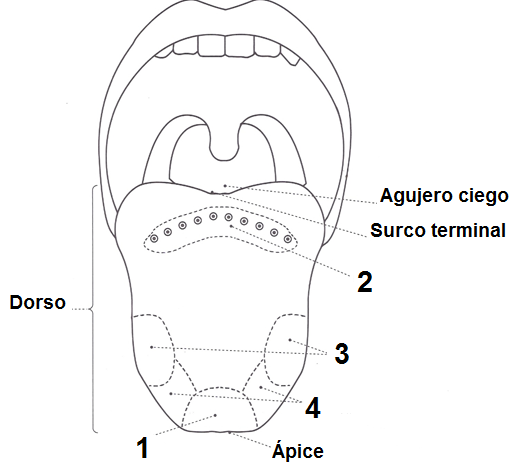 Agujero ciego
Surco terminal
2
Dorso
3
4
1
Ápice